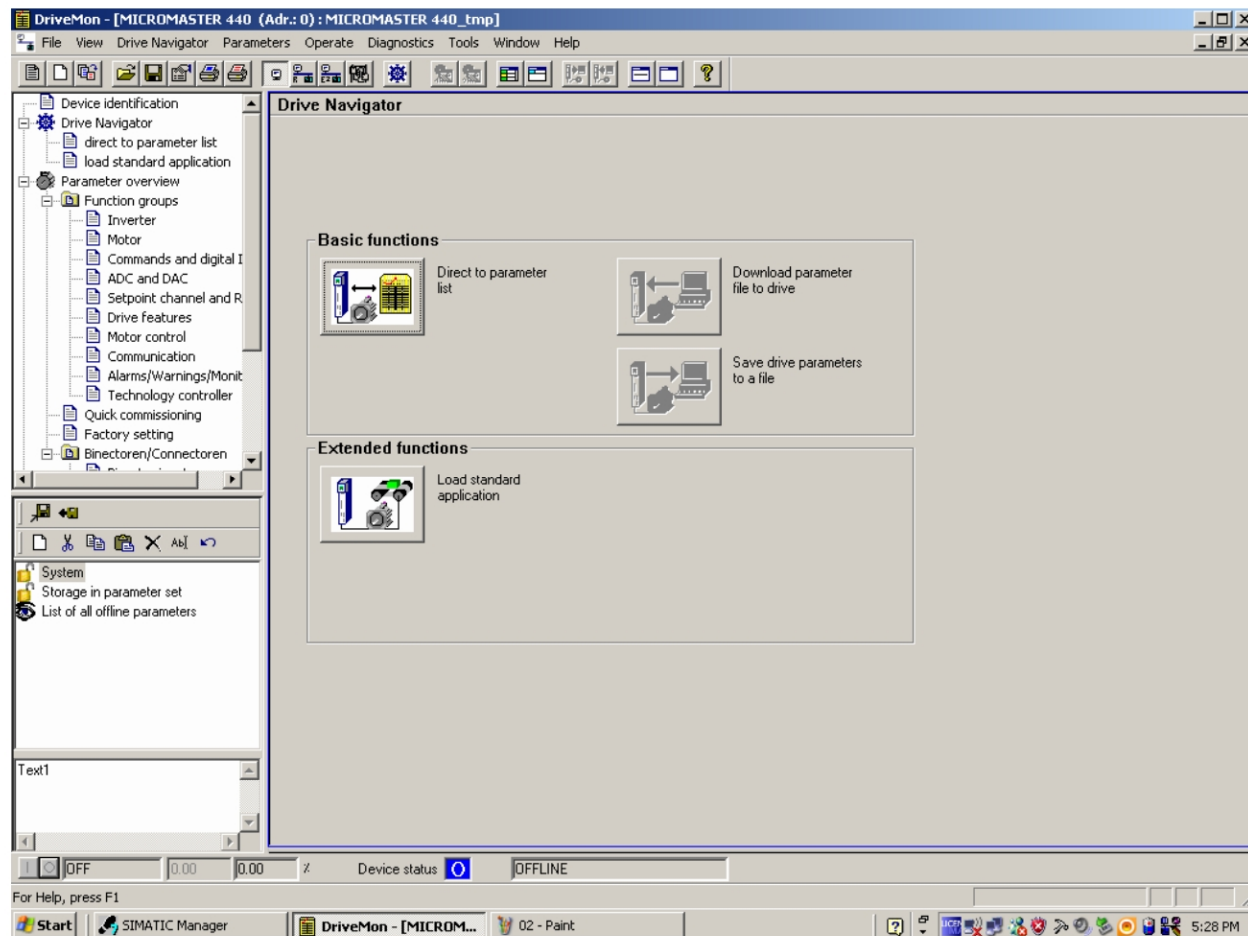 DriveMon - [MICROMASTER 440 (Adr.: 0) : MICROMASTER 440_tmp]
File View Drive Navigator Parameters Operate Diagnostics Tools Window Help
Device identification
Drive Navigator
direct to parameter list
load standard application
Parameter overview
Function groups
Inverter
Motor
Commands and digital I
ADC and DAC
Setpoint channel and R
Drive features
Motor control
Communication
Alarms/Warnings/Monit
Technology controller
Quick commissioning
Factory setting
Binectoren/Connectoren
System
Storage in parameter set
List of all offline parameters
Text1
Drive Navigator
Basic functions
Direct to parameter
list
Download parameter
file to drive
Save drive parameters
to a file
Extended functions
Load standard
application
OFF 0.00 0.00 % Device status OFFLINE
For Help, press F1
Start SIMATIC Manager DriveMon - [MICROM... 02 - Paint 5:28 PM